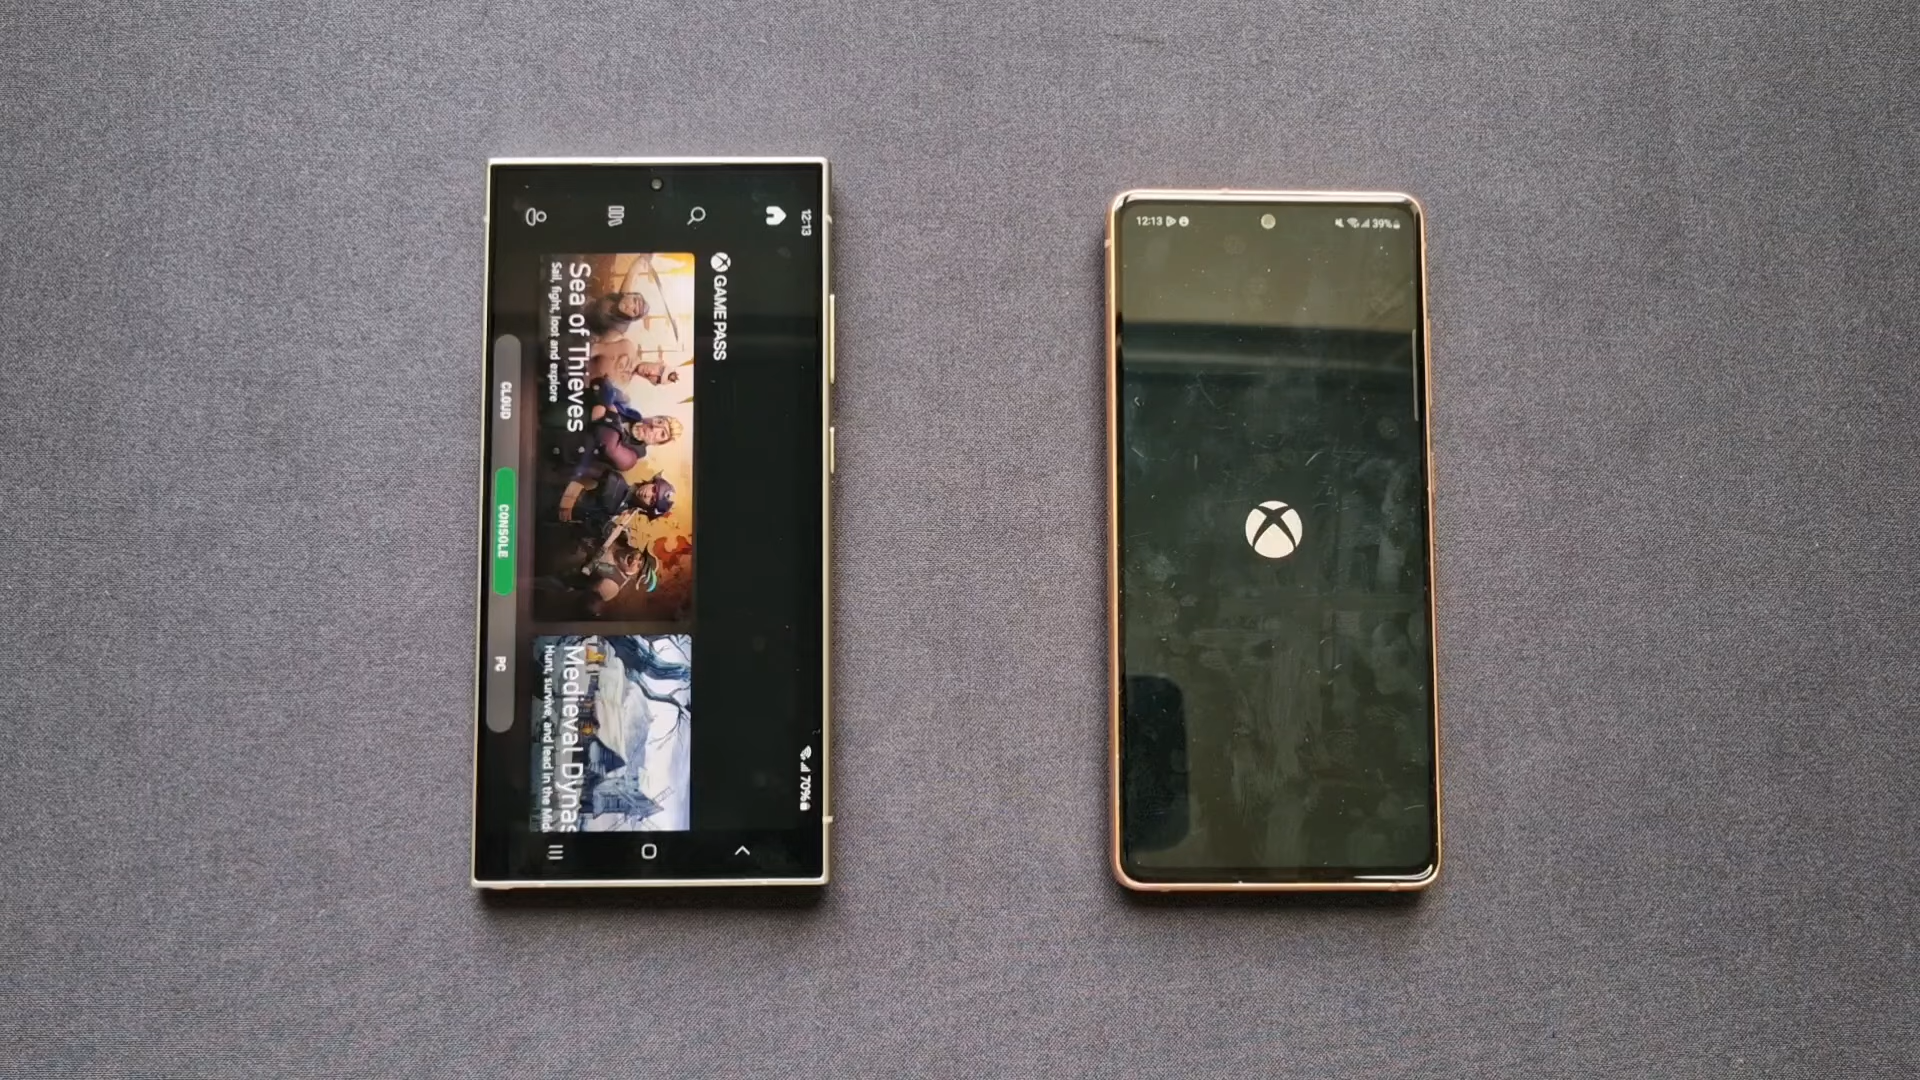 12:13
70%
GAME PASS
Sea of Thieves
Sail, fight, loot and explore
Medieval Dynas
Hunt, survive, and lead in the Mid
CLOUD
CONSOLE
PC
12:13
39%